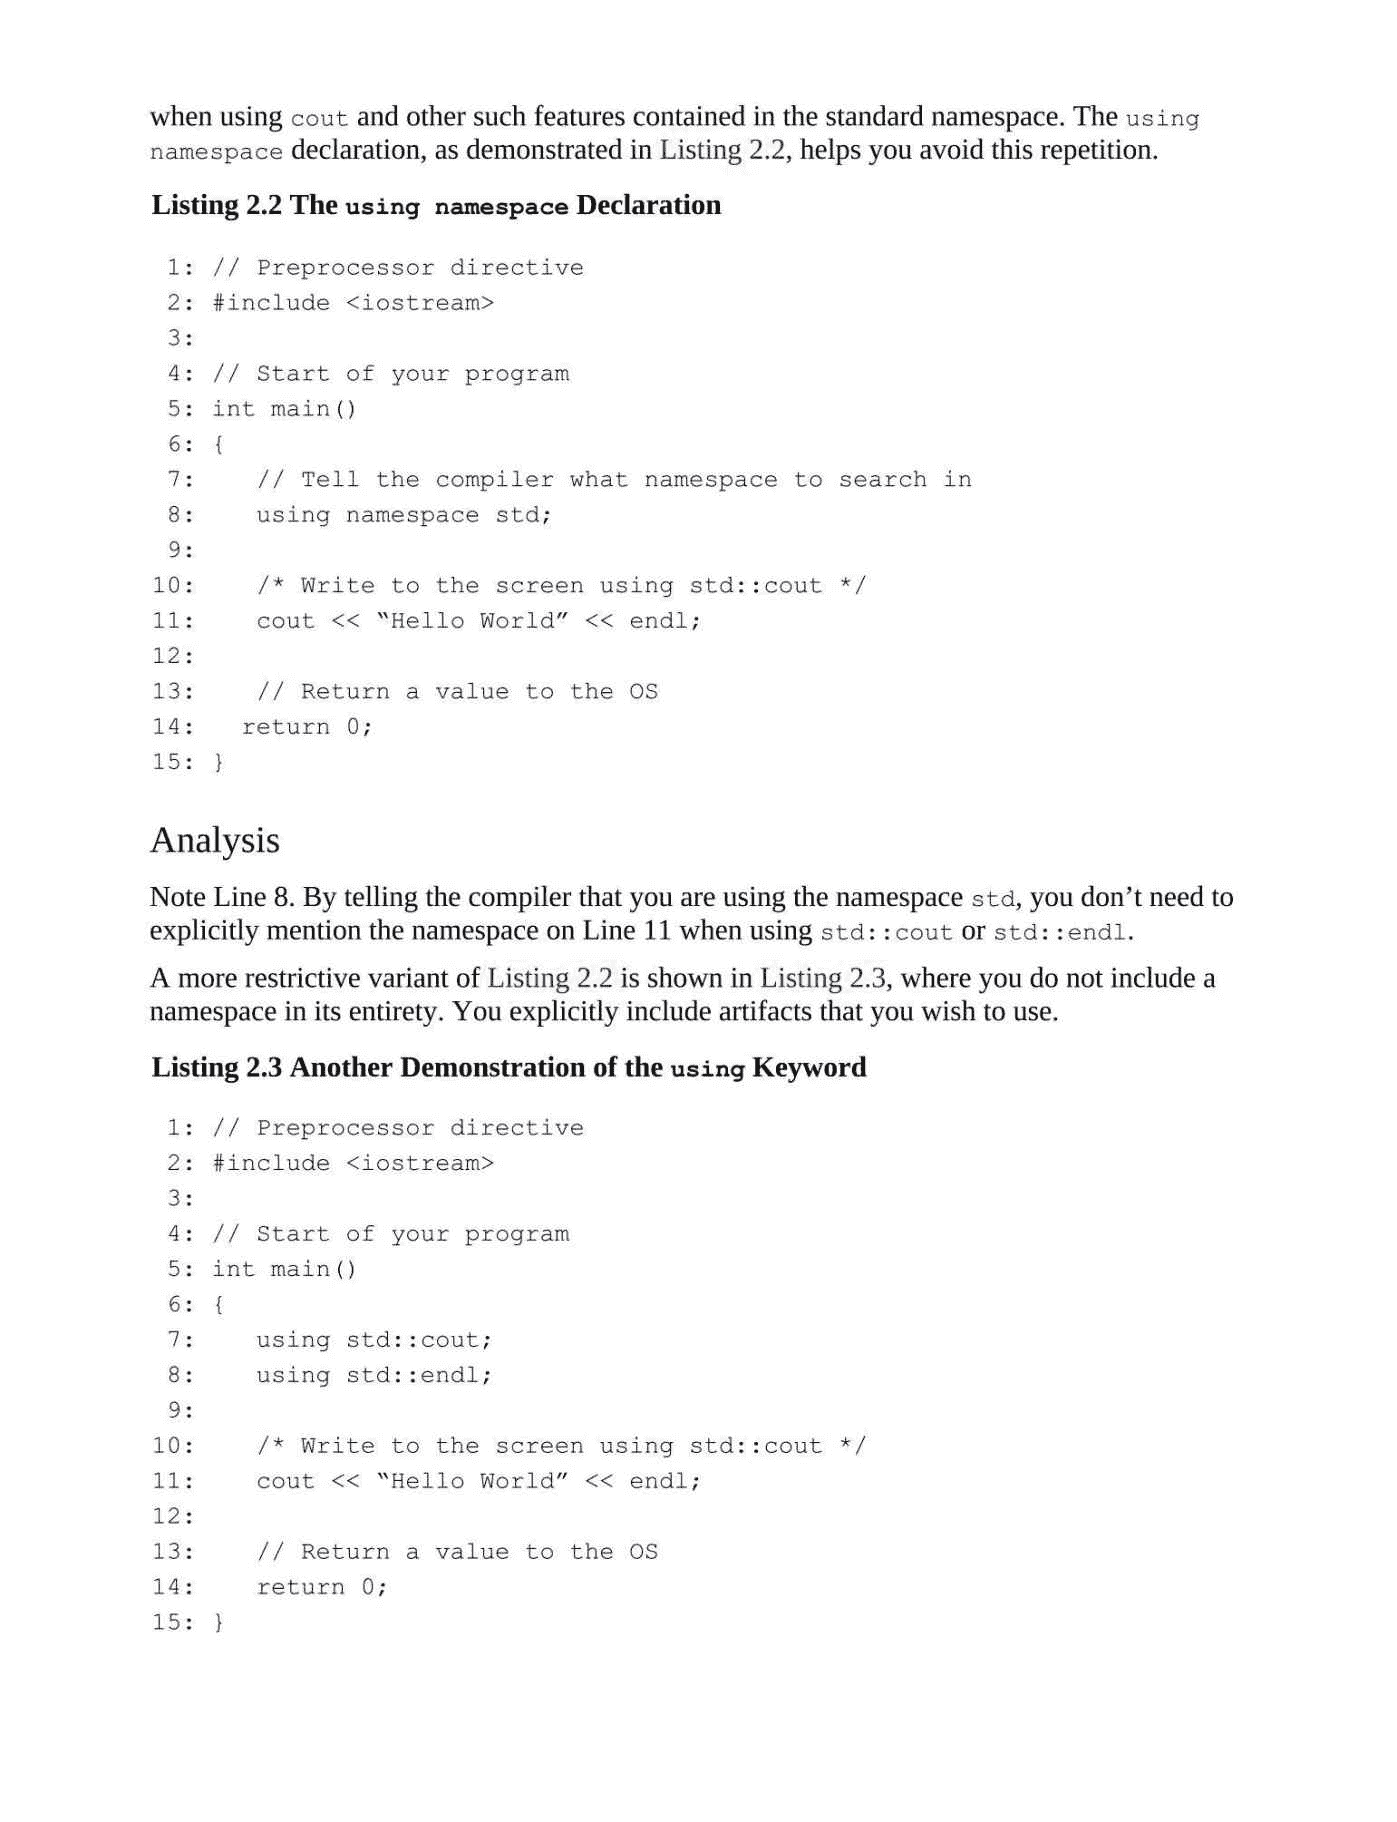 when using cout and other such features contained in the standard namespace. The using
namespace declaration, as demonstrated in Listing 2.2, helps you avoid this repetition.
Listing 2.2 The using namespace Declaration
1: // Preprocessor directive
2: #include <iostream>
3:
4: // Start of your program
5: int main()
6: {
7:    // Tell the compiler what namespace to search in
8:    using namespace std;
9:
10:    /* Write to the screen using std::cout */
11:    cout << “Hello World” << endl;
12:
13:    // Return a value to the OS
14:   return 0;
15: }
Analysis
Note Line 8. By telling the compiler that you are using the namespace std, you don’t need to
explicitly mention the namespace on Line 11 when using std::cout or std::endl.
A more restrictive variant of Listing 2.2 is shown in Listing 2.3, where you do not include a
namespace in its entirety. You explicitly include artifacts that you wish to use.
Listing 2.3 Another Demonstration of the using Keyword
1: // Preprocessor directive
2: #include <iostream>
3:
4: // Start of your program
5: int main()
6: {
7:    using std::cout;
8:    using std::endl;
9:
10:    /* Write to the screen using std::cout */
11:    cout << “Hello World” << endl;
12:
13:    // Return a value to the OS
14:    return 0;
15: }